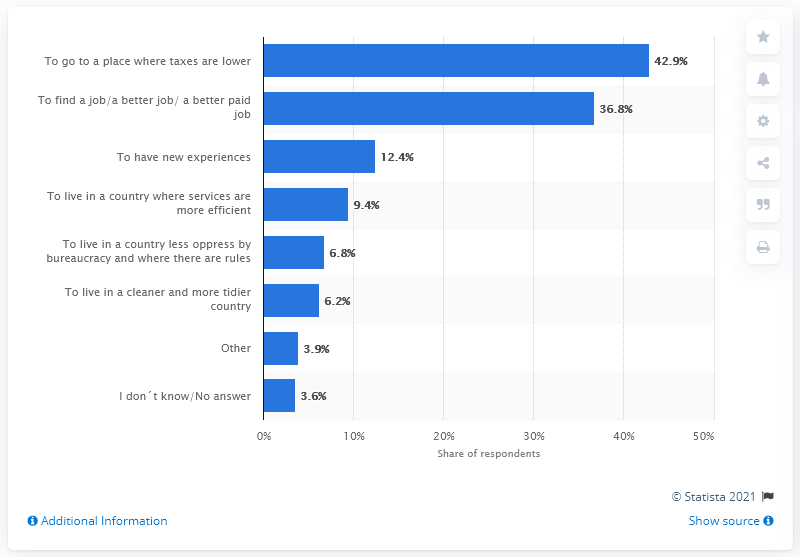 To go to a place where taxes are lower
42.9%
To find a job/a better job/ a better paid
job
36.8%
To have new experiences
12.4%
To live in a country where services are
more efficient
9.4%
To live in a country less oppress by
bureaucracy and where there are rules
6.8%
To live in a cleaner and more tidier
country
6.2%
Other
3.9%
I don´t know/No answer
3.6%
0% 10% 20% 30% 40% 50%
Share of respondents
© Statista 2021
Additional Information
Show source